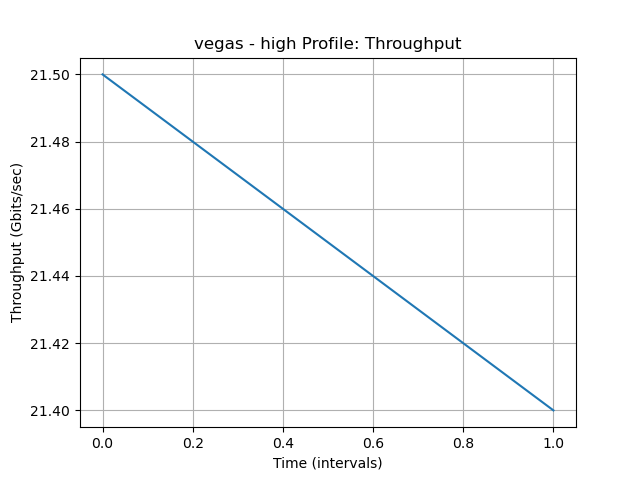 vegas - high Profile: Throughput
Throughput (Gbits/sec)
21.50
21.48
21.46
21.44
21.42
21.40
0.0 0.2 0.4 0.6 0.8 1.0
Time (intervals)